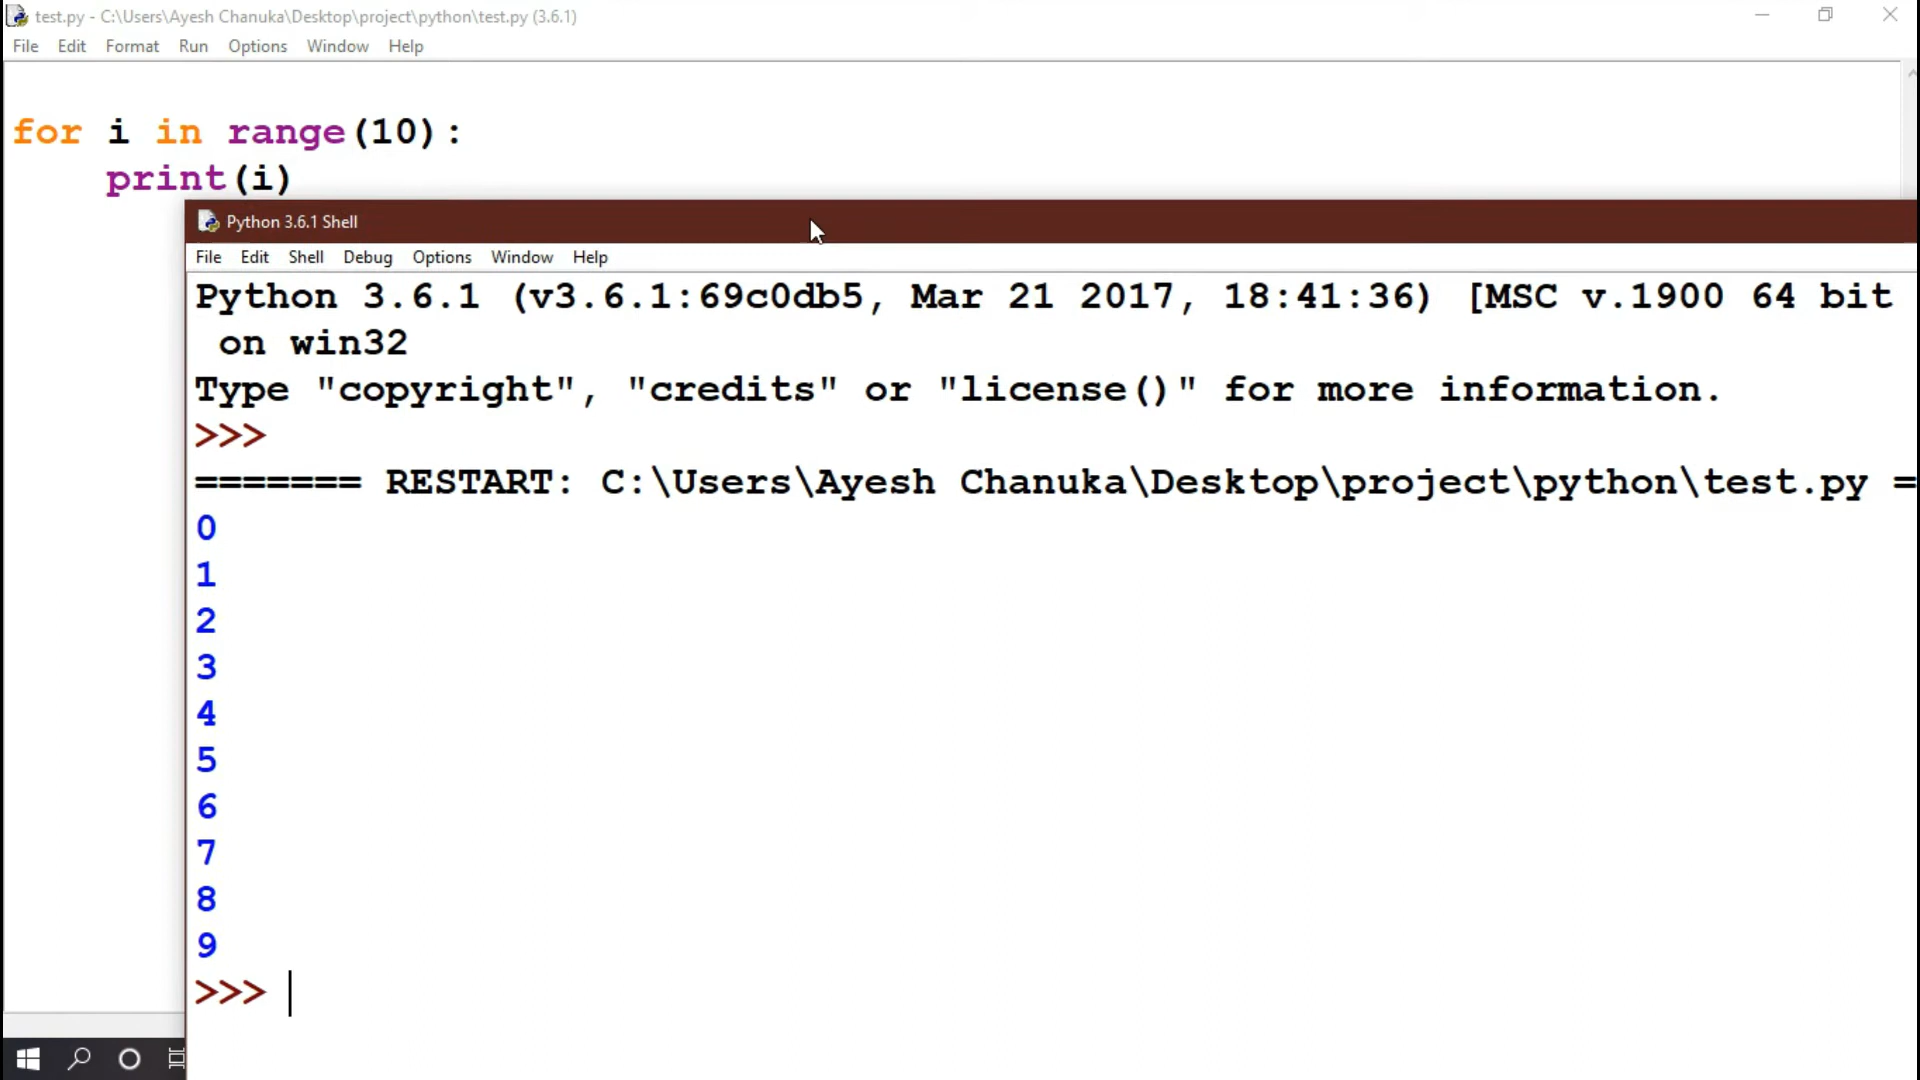 test.py - C:\Users\Ayesh Chanuka\Desktop\project\python\test.py (3.6.1)
File Edit Format Run Options Window Help
for i in range(10):
    print(i)
Python 3.6.1 Shell
File Edit Shell Debug Options Window Help
Python 3.6.1 (v3.6.1:69c0db5, Mar 21 2017, 18:41:36) [MSC v.1900 64 bit
 on win32
Type "copyright", "credits" or "license()" for more information.
>>>
======= RESTART: C:\Users\Ayesh Chanuka\Desktop\project\python\test.py =
0
1
2
3
4
5
6
7
8
9
>>>